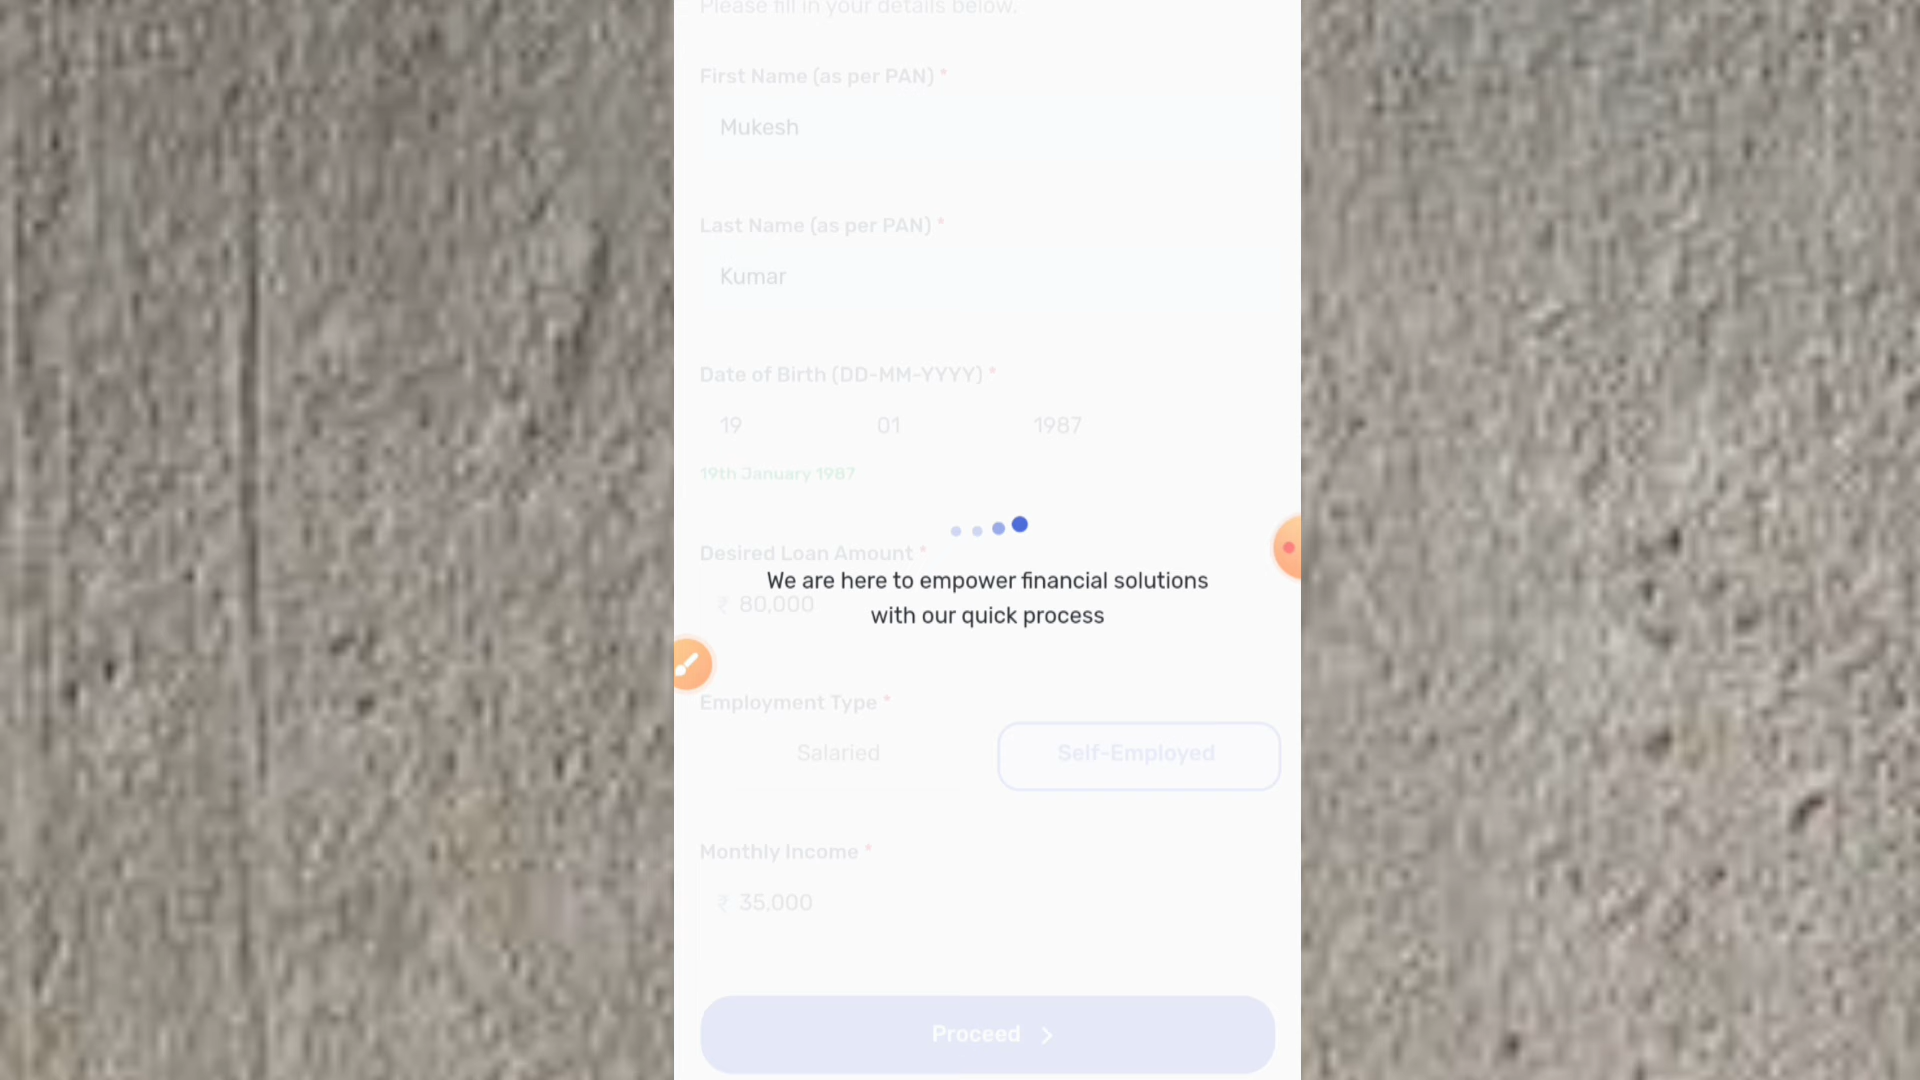 Please fill in your details below.
First Name (as per PAN) *
Mukesh
Last Name (as per PAN) *
Kumar
Date of Birth (DD-MM-YYYY) *
19 01 1987
19th January 1987
Desired Loan Amount *
We are here to empower financial solutions
₹ 80,000
with our quick process
Employment Type *
Salaried Self-Employed
Monthly Income *
₹ 35,000
Proceed